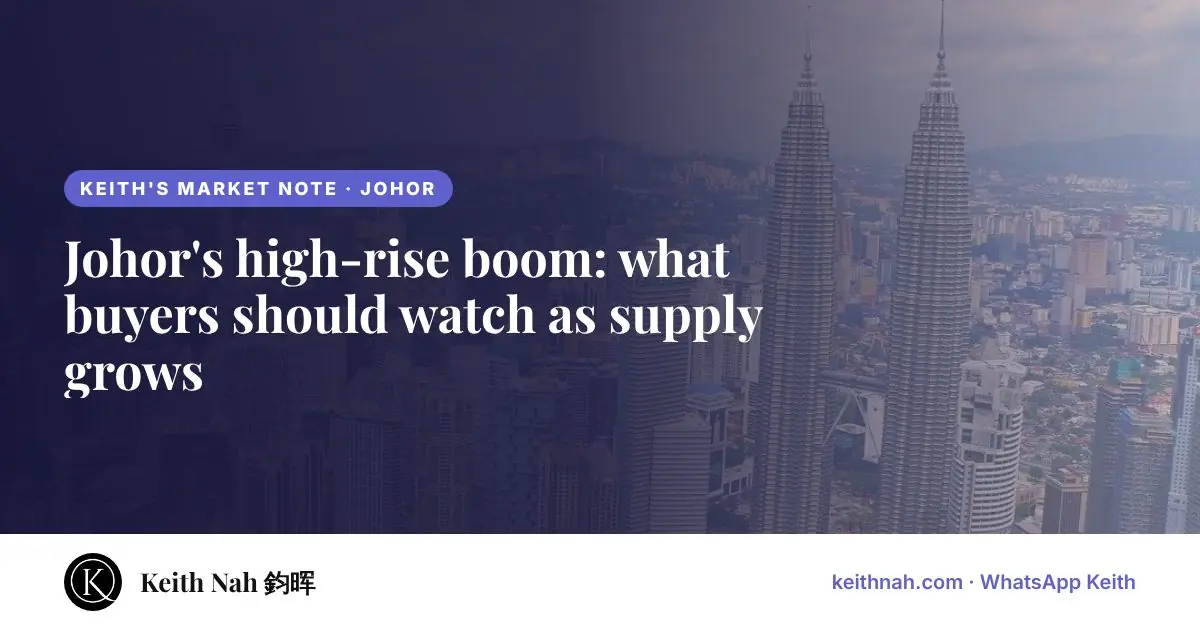 KEITH'S MARKET NOTE · JOHOR
Johor's high-rise boom: what
buyers should watch as supply
grows
K
Keith Nah 鈞晖
keithnah.com · WhatsApp Keith